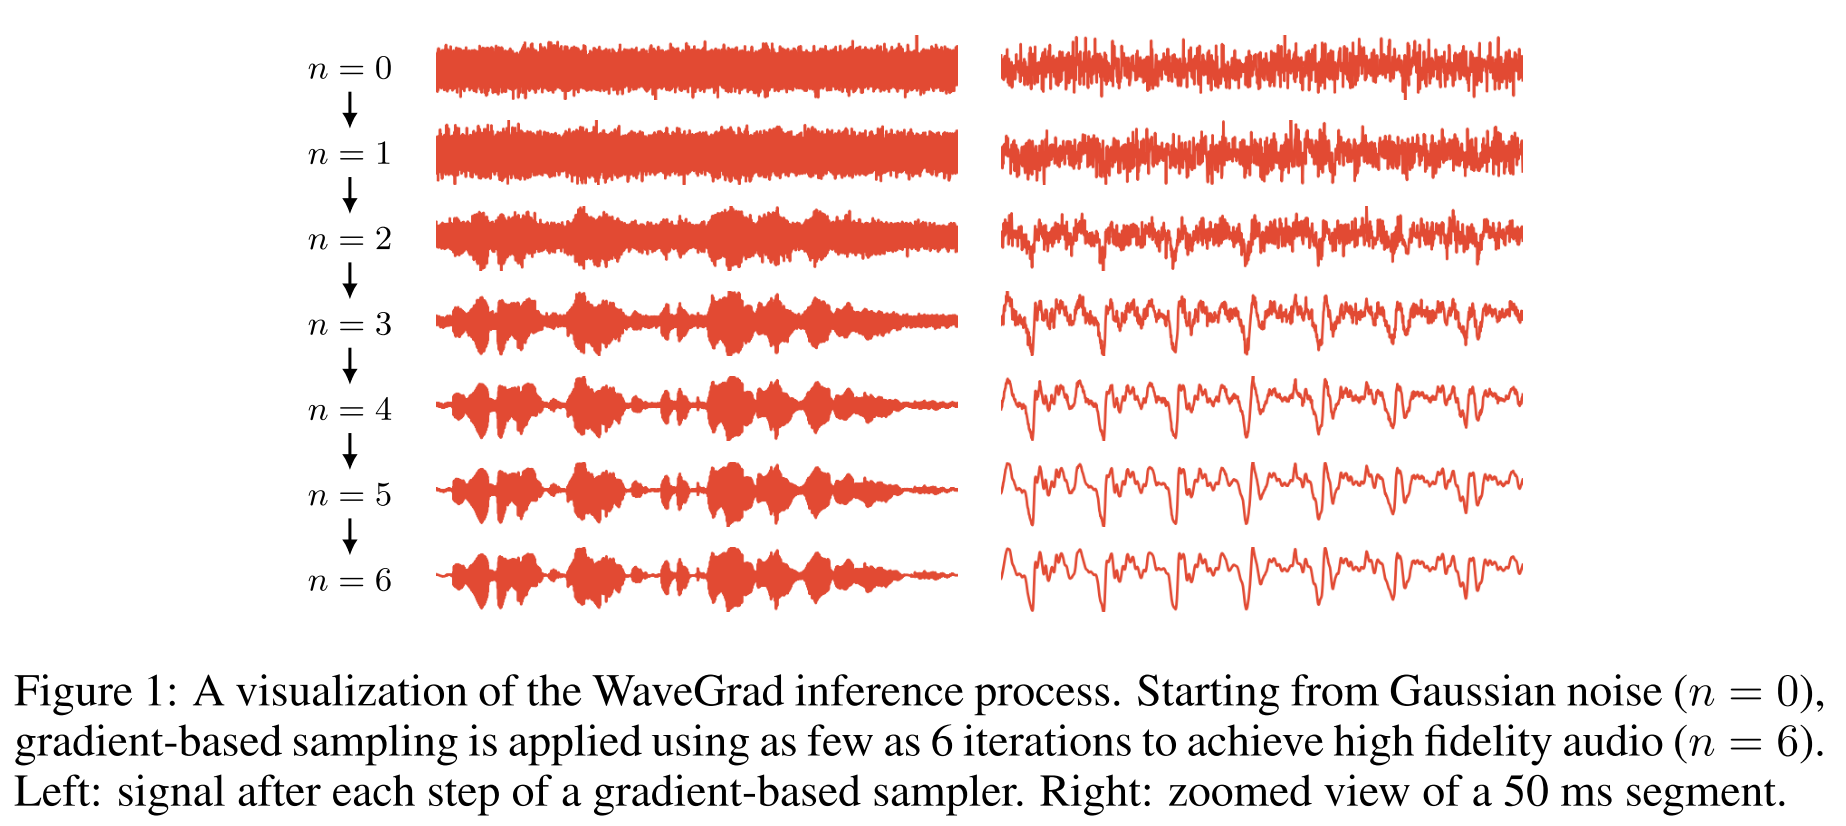 n = 0
n = 1
n = 2
n = 3
n = 4
n = 5
n = 6
Figure 1: A visualization of the WaveGrad inference process. Starting from Gaussian noise (n = 0),
gradient-based sampling is applied using as few as 6 iterations to achieve high fidelity audio (n = 6).
Left: signal after each step of a gradient-based sampler. Right: zoomed view of a 50 ms segment.